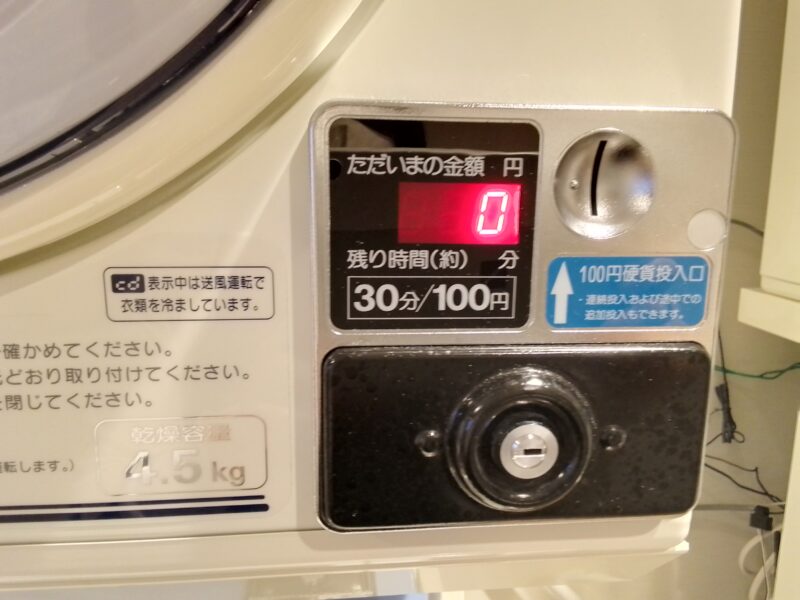 ただいまの金額 円
0
残り時間(約) 分
30分/100円
100円硬貨投入口
・連続投入および途中での
追加投入もできます。
cd 表示中は送風運転で
衣類を冷ましています。
確かめてください。
どおり取り付けてください。
閉じてください。
転します。)
乾燥容量
4.5kg